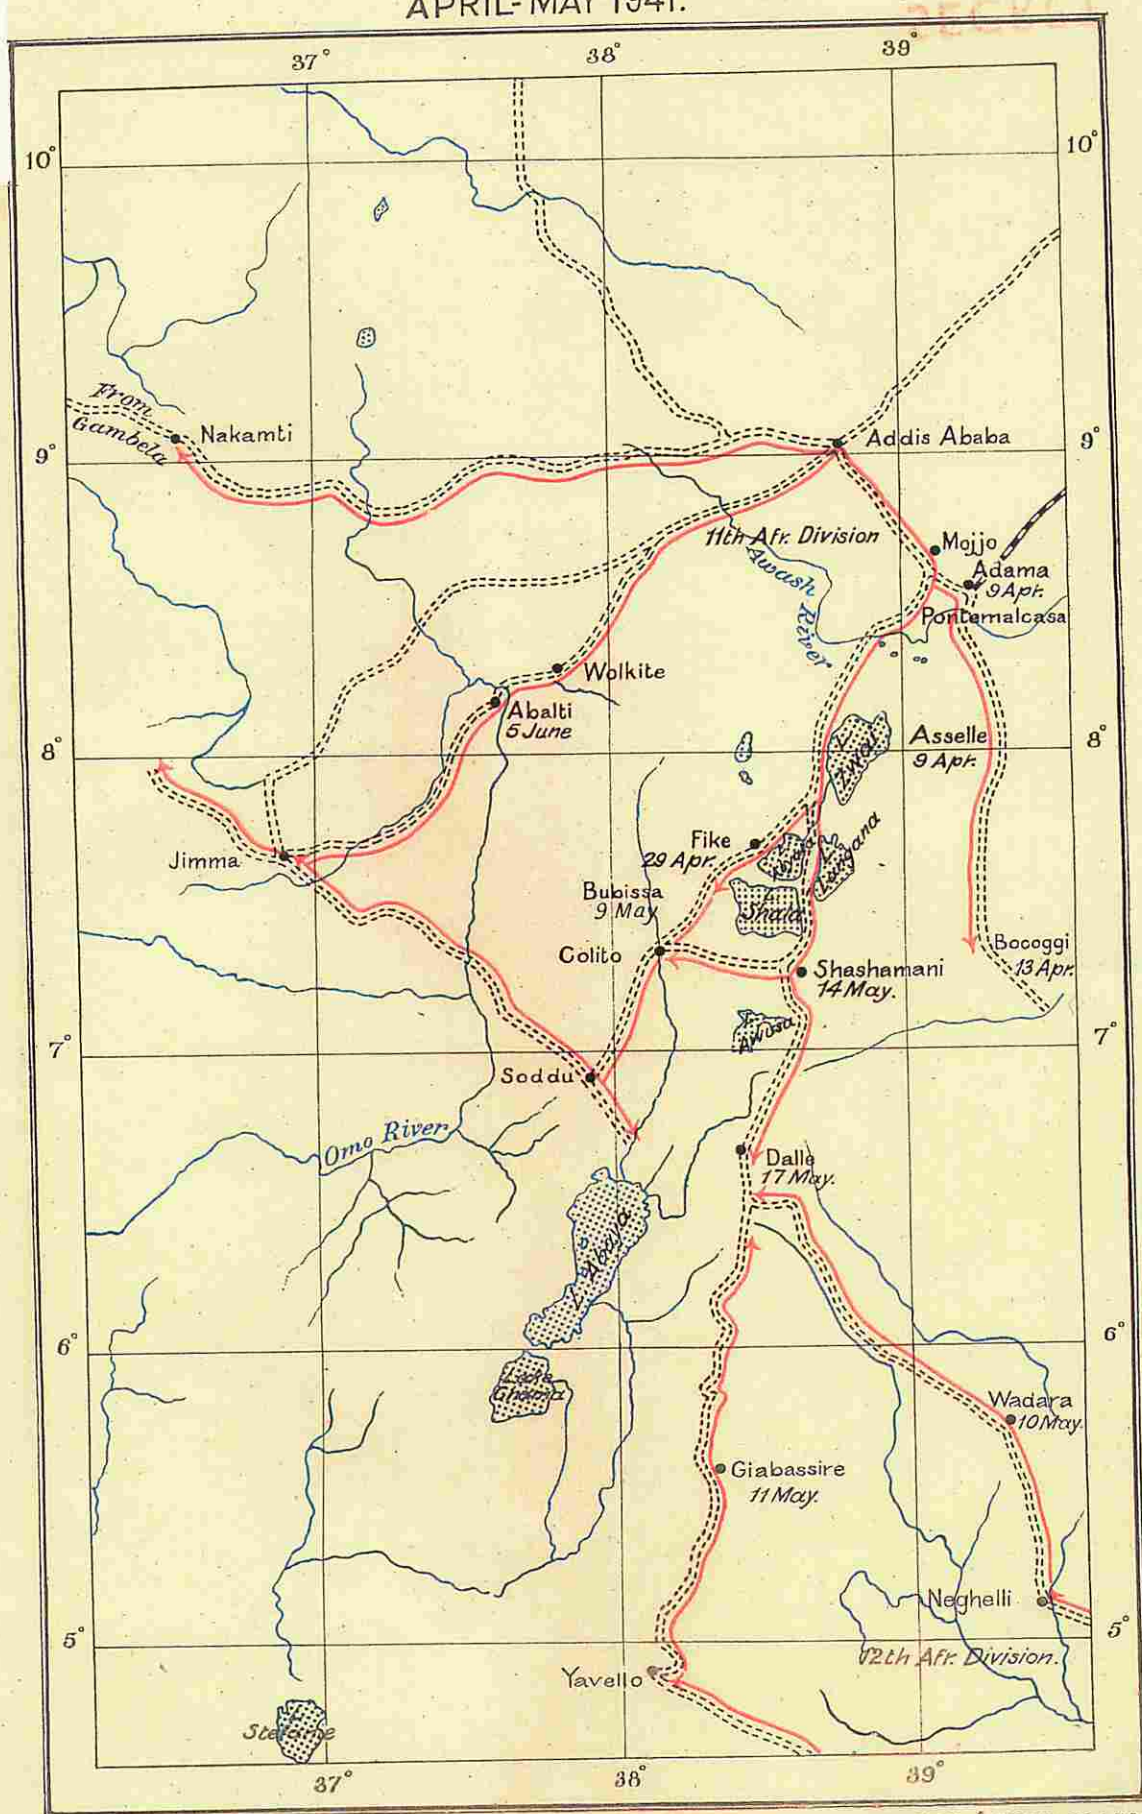 APRIL-MAY 1941.
SECRET
37° 38° 39°
10° 10°
From
Gambela
Nakamti
Addis Ababa
9° 9°
11th Afr. Division
Mojjo
Awash
River
Adama
9 Apr.
Pontemalcasa
Wolkite
Abalti
5 June
Asselle
9 Apr.
8° 8°
L. Zwai
Jimma
Fike
29 Apr.
L. Langana
Bubissa
9 May
Shala
Colito
Bocoggi
13 Apr.
Shashamani
14 May.
L. Awusa
7° 7°
Soddu
Omo River
Dalle
17 May.
L. Abaya
6° 6°
Wadara
10 May.
Giabassire
11 May.
Neghelli
5° 5°
12th Afr. Division.
Yavello
Stefanie
37° 38° 39°